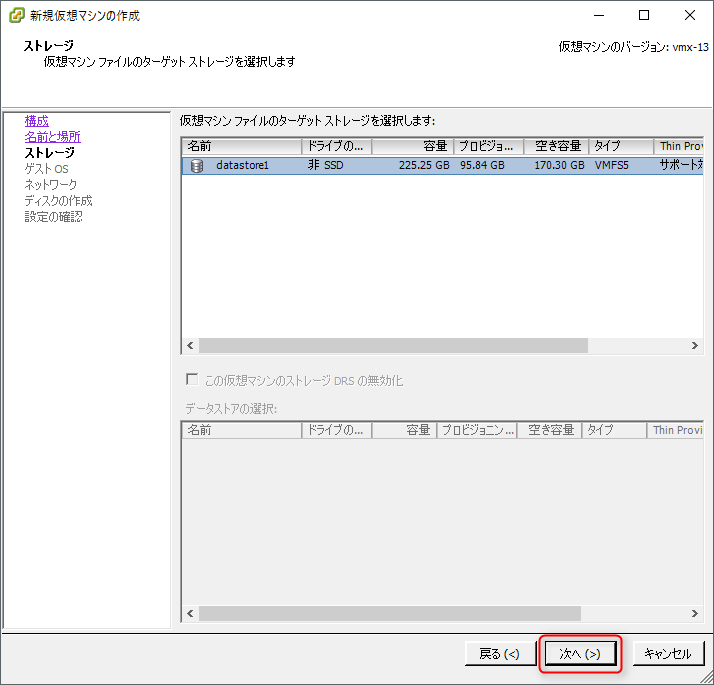 新規仮想マシンの作成
ストレージ
仮想マシン ファイルのターゲット ストレージを選択します
仮想マシンのバージョン: vmx-13
構成
名前と場所
ストレージ
ゲスト OS
ネットワーク
ディスクの作成
設定の確認
仮想マシン ファイルのターゲット ストレージを選択します:
名前 ドライブの... 容量 プロビジョ... 空き容量 タイプ Thin Prov
datastore1 非 SSD 225.25 GB 95.84 GB 170.30 GB VMFS5 サポート
この仮想マシンのストレージ DRS の無効化
データストアの選択:
名前 ドライブの... 容量 プロビジョニン... 空き容量 タイプ Thin Provi
戻る (<) 次へ (>) キャンセル